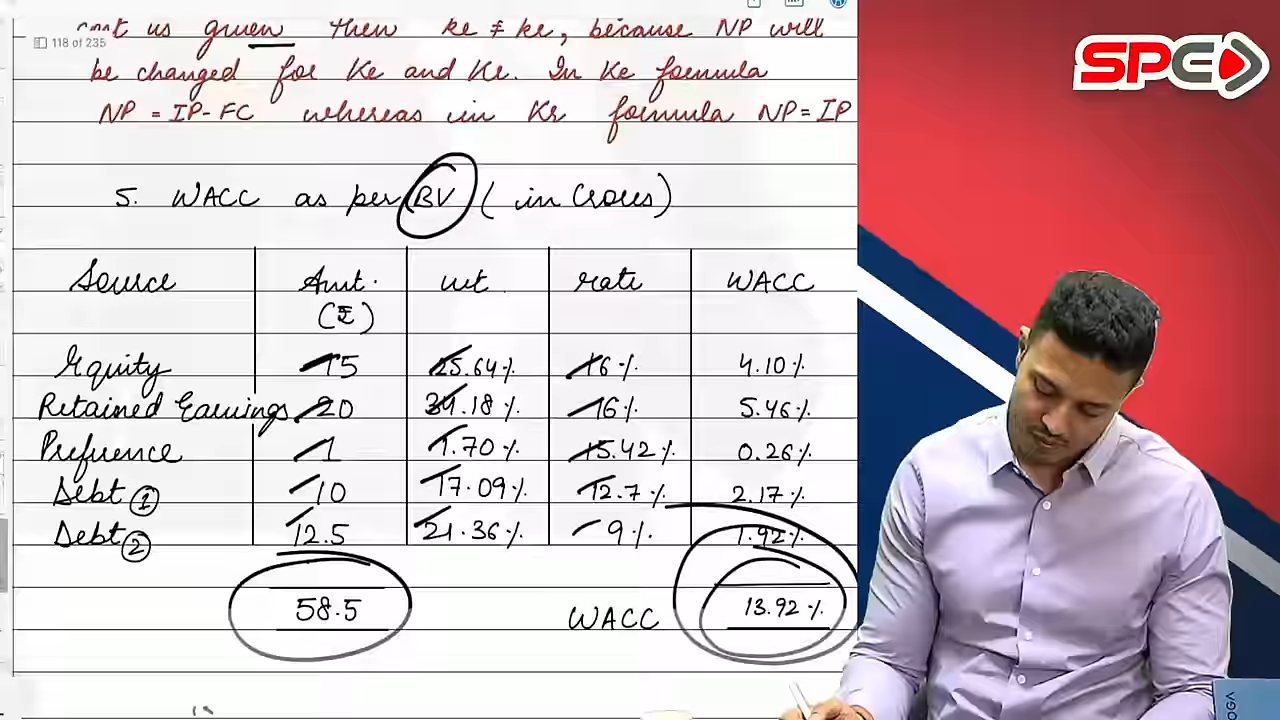 us given then ke ≠ kr, because NP will
118 of 235
be changed for Ke and Kr. In Ke formula
NP = IP - FC whereas in Kr formula NP = IP
5. WACC as per BV (in Crores)
Source Amt. (₹) wt. rate WACC
Equity 15 25.64% 16% 4.10%
Retained Earnings 20 34.18% 16% 5.46%
Prefrence 1 1.70% 15.42% 0.26%
Debt ① 10 17.09% 12.7% 2.17%
Debt ② 12.5 21.36% 9% 1.92%
58.5 WACC 13.92%
SPC
OGA